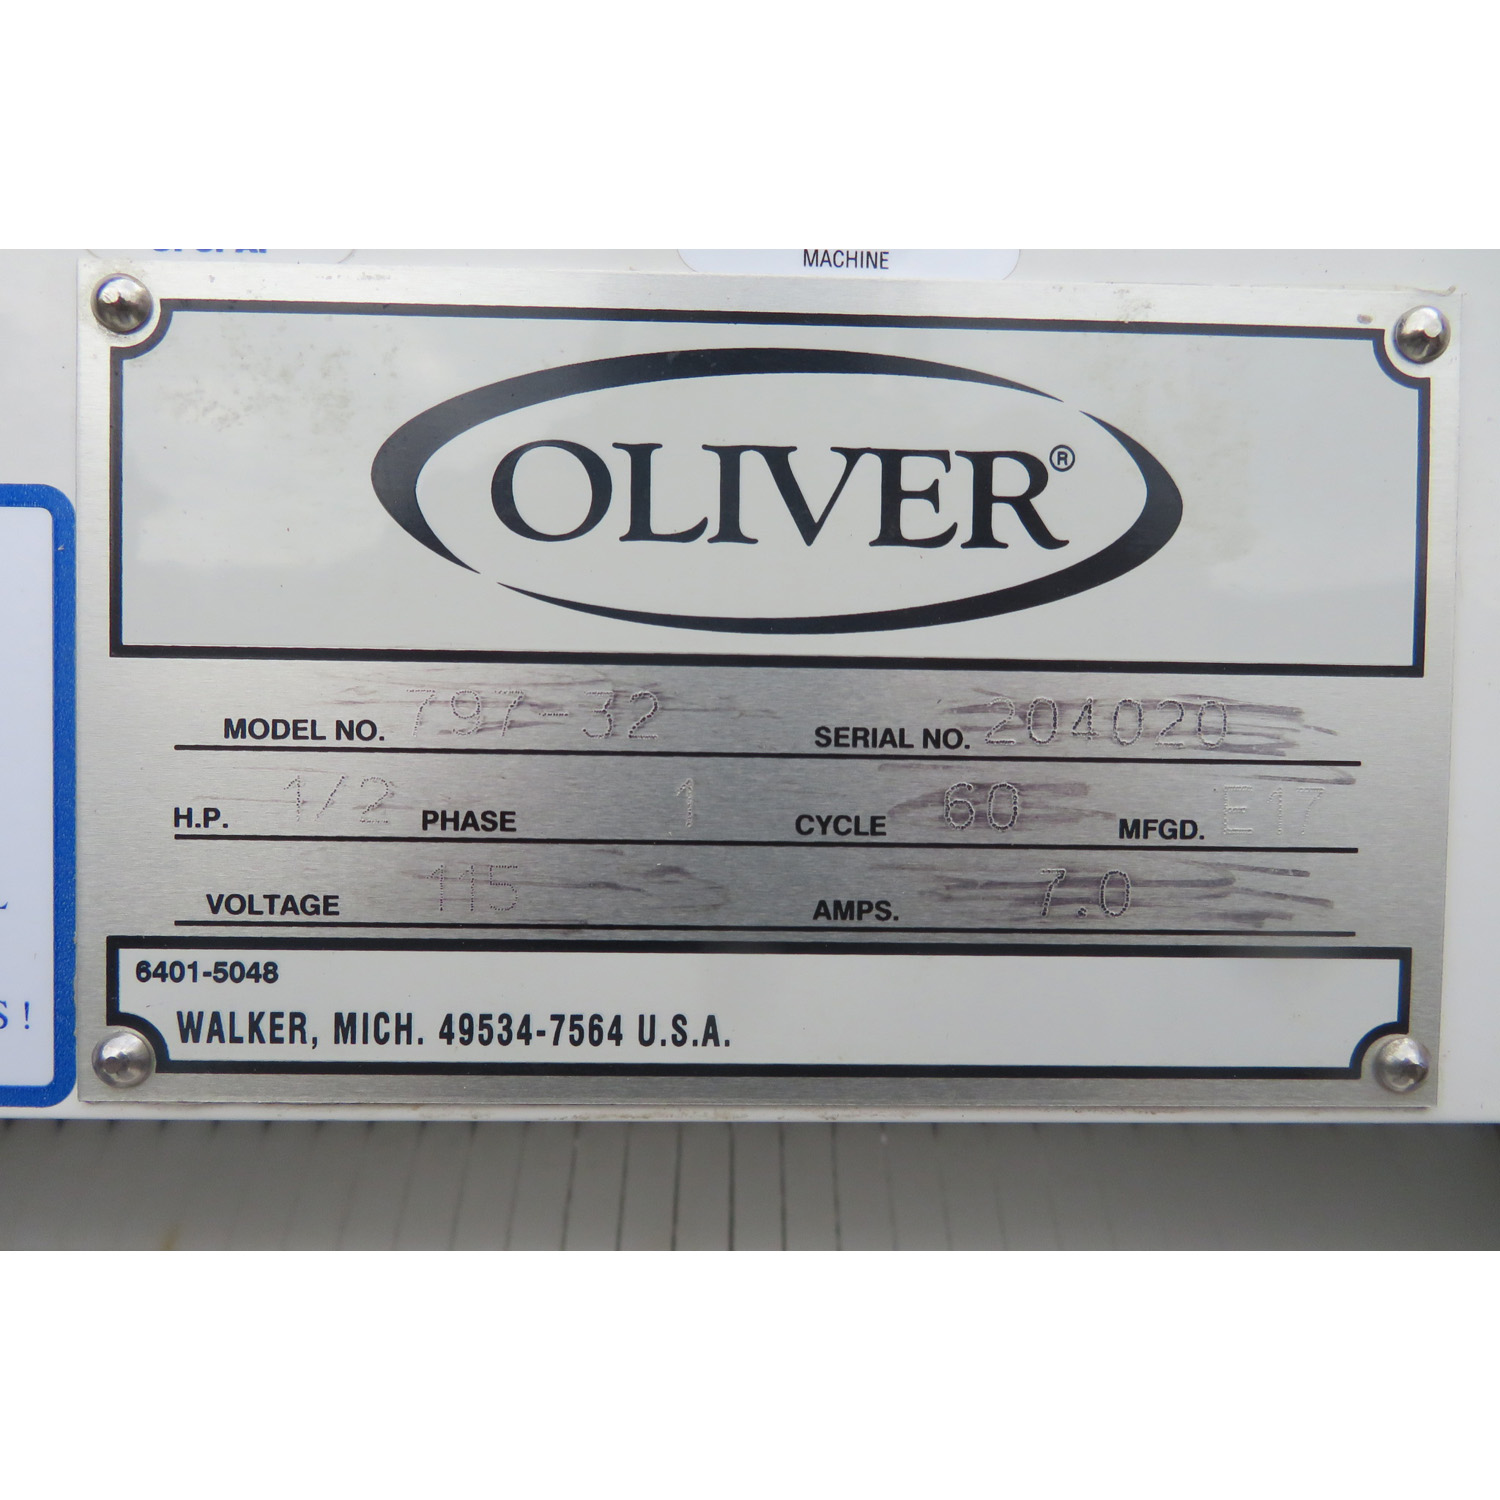 MACHINE
OLIVER®
MODEL NO. 797-32 SERIAL NO. 204020
H.P. 1/2 PHASE 1 CYCLE 60 MFGD. E17
VOLTAGE 115 AMPS. 7.0
6401-5048
WALKER, MICH. 49534-7564 U.S.A.
S!